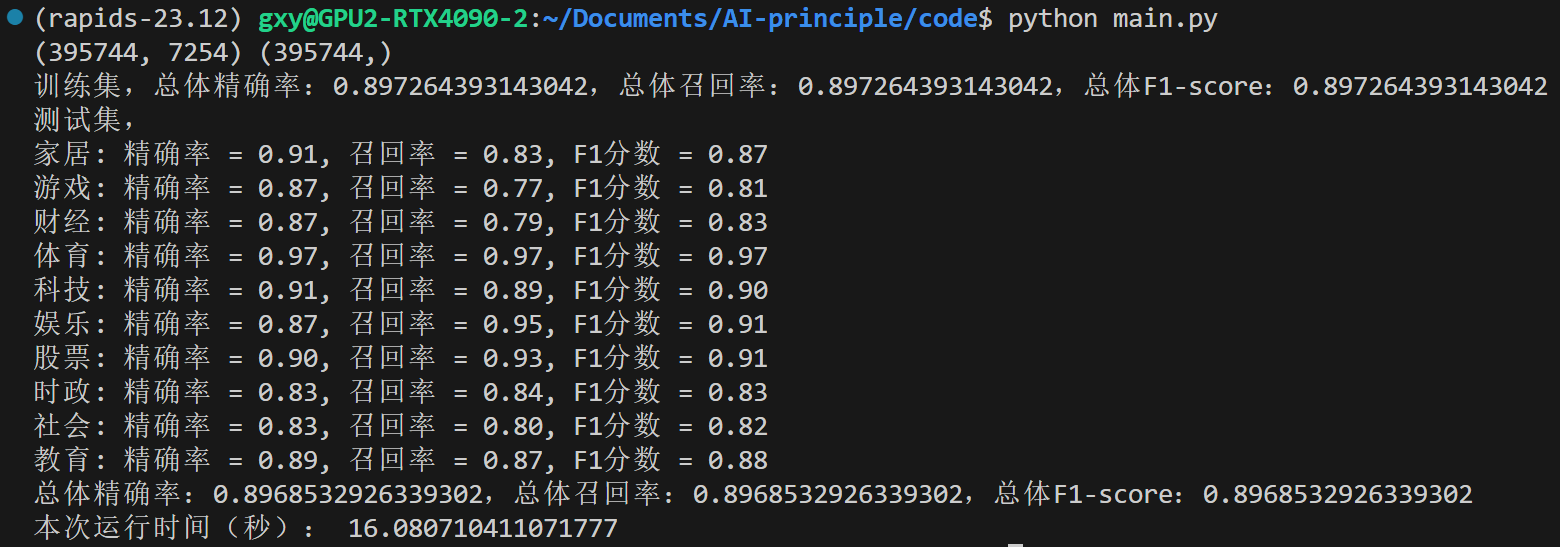 (rapids-23.12) gxy@GPU2-RTX4090-2:~/Documents/AI-principle/code$ python main.py
(395744, 7254) (395744,)
训练集，总体精确率：0.897264393143042，总体召回率：0.897264393143042，总体F1-score：0.897264393143042
测试集，
家居: 精确率 = 0.91, 召回率 = 0.83, F1分数 = 0.87
游戏: 精确率 = 0.87, 召回率 = 0.77, F1分数 = 0.81
财经: 精确率 = 0.87, 召回率 = 0.79, F1分数 = 0.83
体育: 精确率 = 0.97, 召回率 = 0.97, F1分数 = 0.97
科技: 精确率 = 0.91, 召回率 = 0.89, F1分数 = 0.90
娱乐: 精确率 = 0.87, 召回率 = 0.95, F1分数 = 0.91
股票: 精确率 = 0.90, 召回率 = 0.93, F1分数 = 0.91
时政: 精确率 = 0.83, 召回率 = 0.84, F1分数 = 0.83
社会: 精确率 = 0.83, 召回率 = 0.80, F1分数 = 0.82
教育: 精确率 = 0.89, 召回率 = 0.87, F1分数 = 0.88
总体精确率：0.8968532926339302，总体召回率：0.8968532926339302，总体F1-score：0.8968532926339302
本次运行时间（秒）： 16.080710411071777